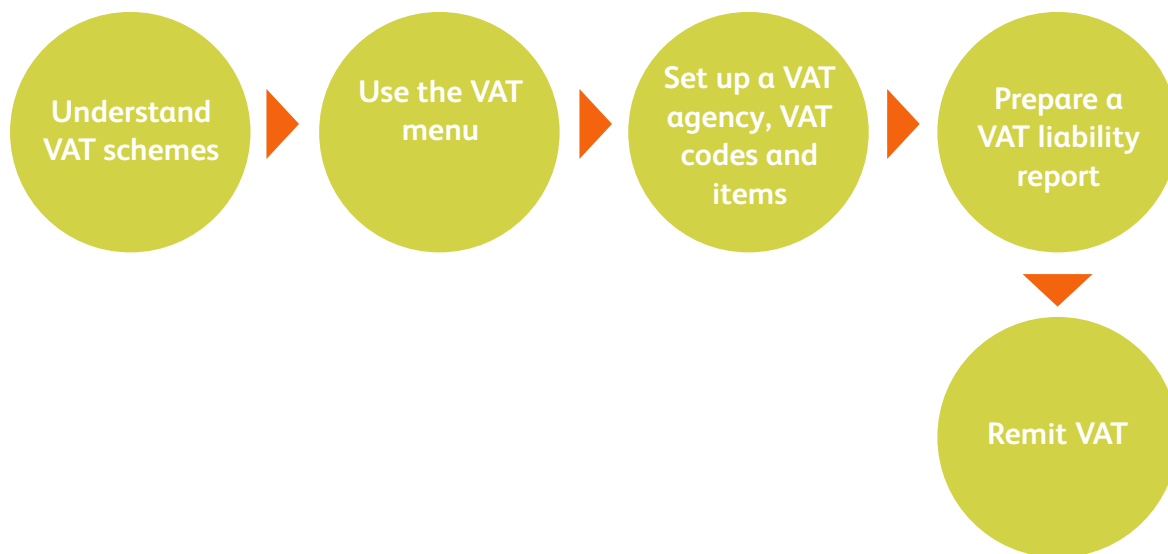 Understand
VAT schemes
Use the VAT
menu
Set up a VAT
agency, VAT
codes and
items
Prepare a
VAT liability
report
Remit VAT